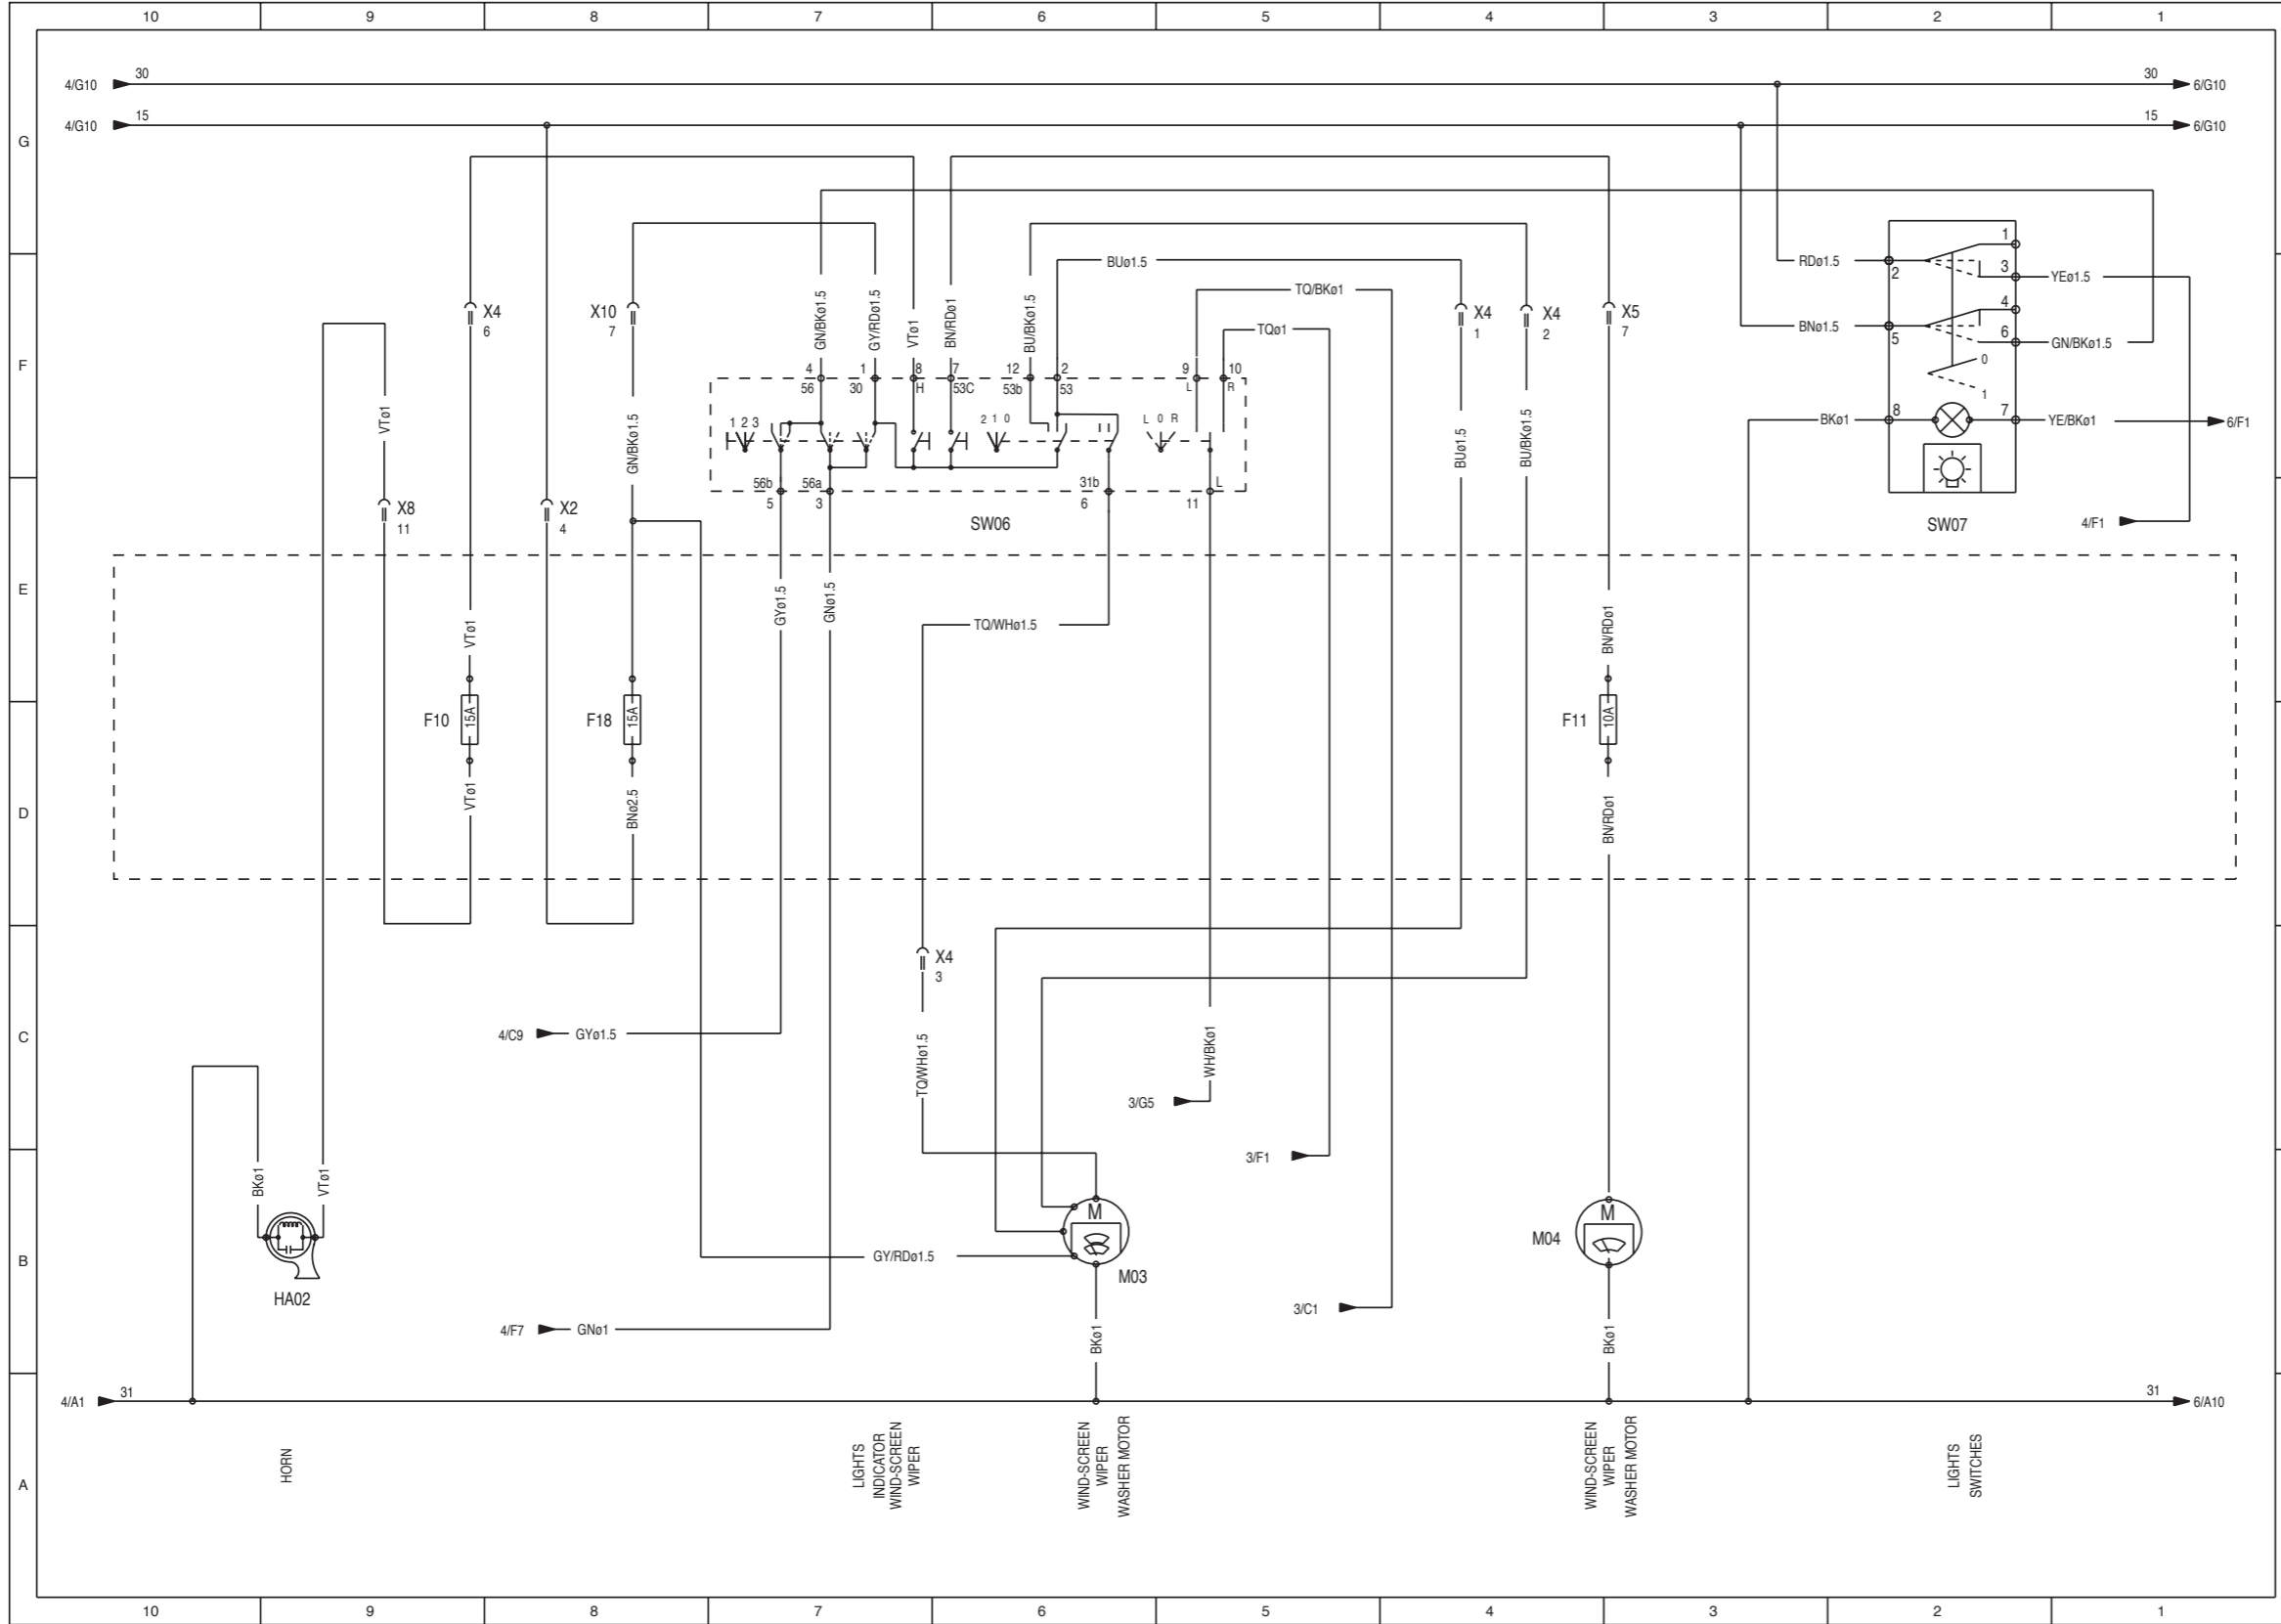 10 9 8 7 6 5 4 3 2 1
4/G10 30 30 6/G10
4/G10 15 15 6/G10
G
F
E
D
C
B
A
RDø1.5
BNø1.5
BKø1
2
5
8
1
3
4
6
0
1
7
YEø1.5
GN/BKø1.5
YE/BKø1
6/F1
SW07
4/F1
BUø1.5
TQ/BKø1
TQø1
X4
6
X10
7
GN/BKø1.5
GY/RDø1.5
VTø1
BN/RDø1
BU/BKø1.5
X4
1
X4
2
X5
7
4 1 8 7 12 2 9 10
56 30 H 53C 53b 53 L R
1 2 3
2 1 0
L 0 R
56b 56a 31b L
5 3 6 11
SW06
VTø1
GN/BKø1.5
BUø1.5
BU/BKø1.5
X8
11
X2
4
GYø1.5
GNø1.5
TQ/WHø1.5
VTø1
BN/RDø1
F10 15A
F18 15A
F11 10A
VTø1
BNø2.5
BN/RDø1
X4
3
4/C9 GYø1.5
TQ/WHø1.5
WH/BKø1
3/G5
3/F1
BKø1
VTø1
HA02
GY/RDø1.5
M
M03
M
M04
3/C1
4/F7 GNø1
BKø1
BKø1
4/A1 31 31 6/A10
HORN
LIGHTS
INDICATOR
WIND-SCREEN
WIPER
WIND-SCREEN
WIPER
WASHER MOTOR
WIND-SCREEN
WIPER
WASHER MOTOR
LIGHTS
SWITCHES
10 9 8 7 6 5 4 3 2 1